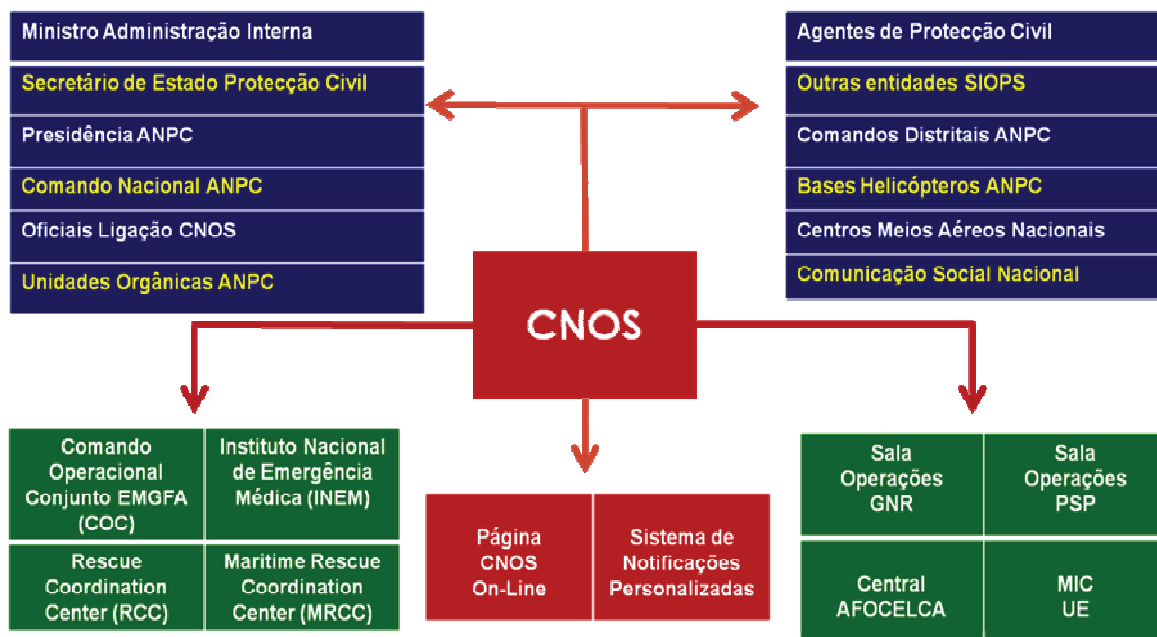 Ministro Administração Interna
Secretário de Estado Protecção Civil
Presidência ANPC
Comando Nacional ANPC
Oficiais Ligação CNOS
Unidades Orgânicas ANPC
Agentes de Protecção Civil
Outras entidades SIOPS
Comandos Distritais ANPC
Bases Helicópteros ANPC
Centros Meios Aéreos Nacionais
Comunicação Social Nacional
CNOS
Comando
Operacional
Conjunto EMGFA
(COC)
Instituto Nacional
de Emergência
Médica (INEM)
Rescue
Coordination
Center (RCC)
Maritime Rescue
Coordination
Center (MRCC)
Página
CNOS
On-Line
Sistema de
Notificações
Personalizadas
Sala
Operações
GNR
Sala
Operações
PSP
Central
AFOCELCA
MIC
UE